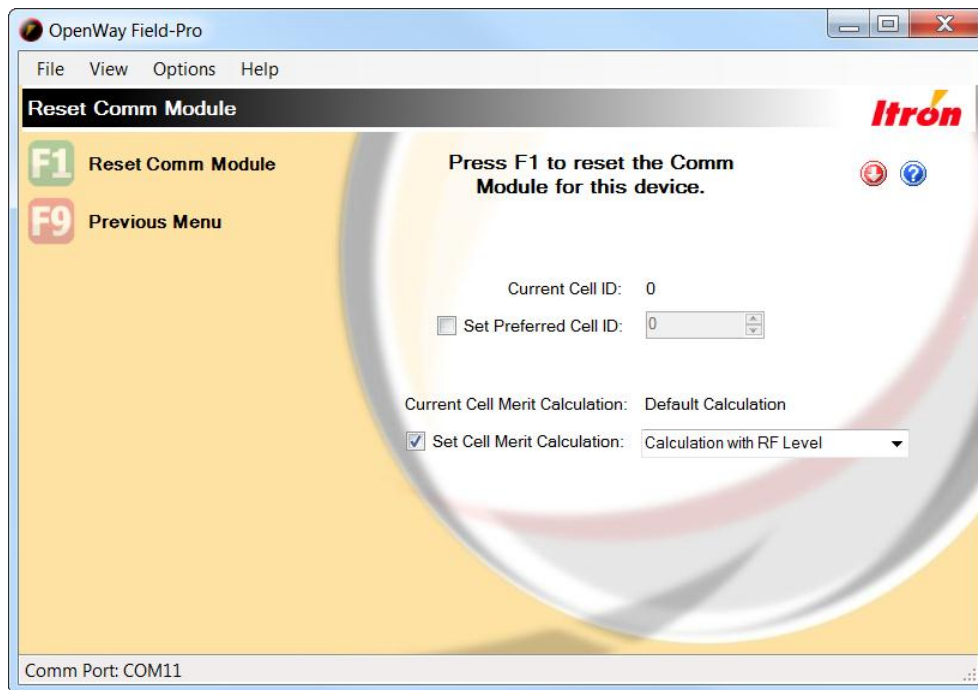 OpenWay Field-Pro
File View Options Help
Reset Comm Module
Itron
F1 Reset Comm Module
Press F1 to reset the Comm
Module for this device.
F9 Previous Menu
Current Cell ID: 0
Set Preferred Cell ID: 0
Current Cell Merit Calculation: Default Calculation
Set Cell Merit Calculation: Calculation with RF Level
Comm Port: COM11